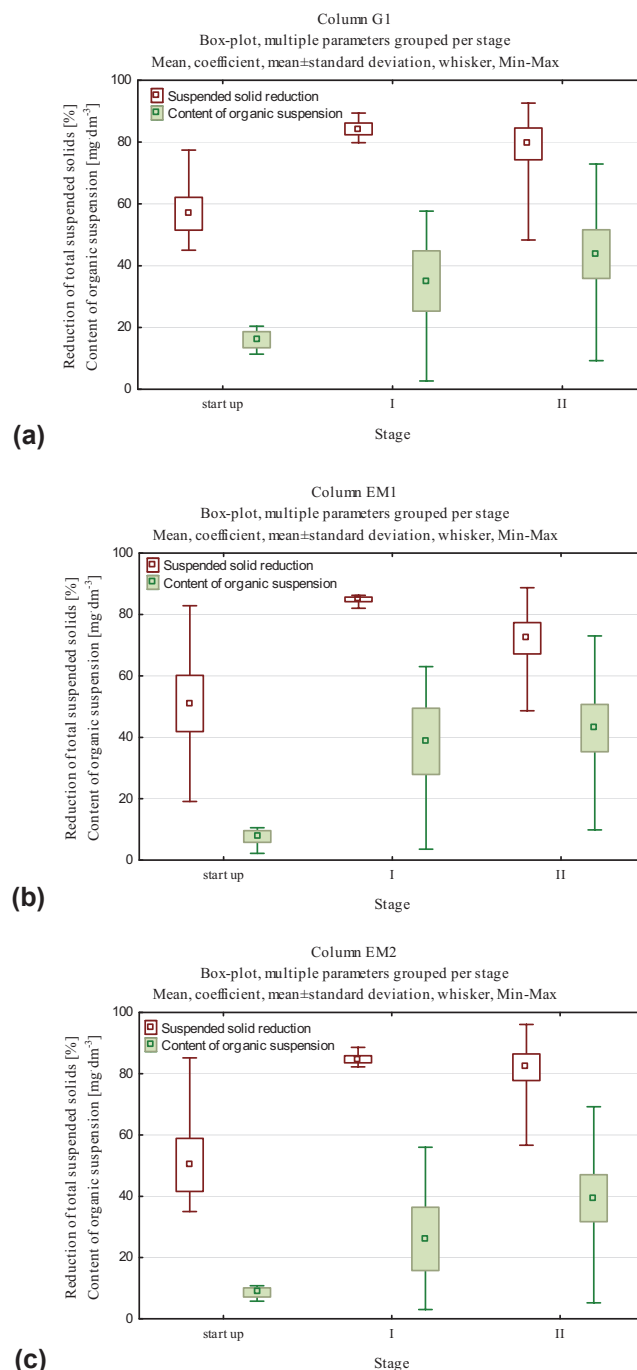 Column G1
Box-plot, multiple parameters grouped per stage
Mean, coefficient, mean±standard deviation, whisker, Min-Max
100
80
60
40
20
0
Suspended solid reduction
Content of organic suspension
Reduction of total suspended solids [%]
Content of organic suspension [mg·dm-3]
start up I II
Stage
(a)
Column EM1
Box-plot, multiple parameters grouped per stage
Mean, coefficient, mean±standard deviation, whisker, Min-Max
100
80
60
40
20
0
Suspended solid reduction
Content of organic suspension
Reduction of total suspended solids [%]
Content of organic suspension [mg·dm-3]
start up I II
Stage
(b)
Column EM2
Box-plot, multiple parameters grouped per stage
Mean, coefficient, mean±standard deviation, whisker, Min-Max
100
80
60
40
20
0
Suspended solid reduction
Content of organic suspension
Reduction of total suspended solids [%]
Content of organic suspension [mg·dm-3]
start up I II
Stage
(c)